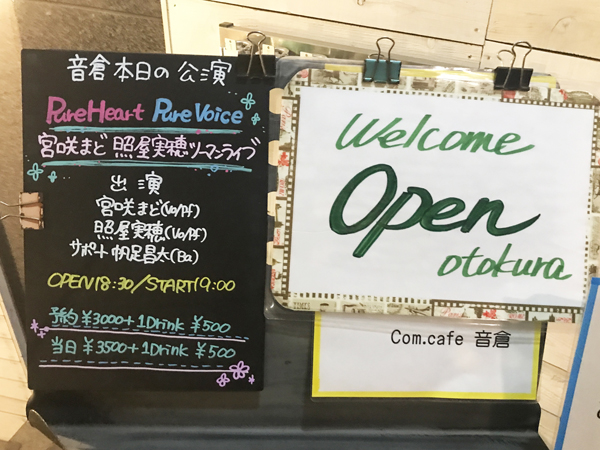 音倉本日の公演
PureHeart PureVoice
宮咲まど 照屋実穂ツーマンライブ
出演
宮咲まど(Vo/Pf)
照屋実穂(Vo/Pf)
サポート 帆足昌太(Ba)
OPEN18:30/START19:00
予約 ¥3000+1Drink ¥500
当日 ¥3500+1Drink ¥500
Welcome
Open
otokura
Com.cafe 音倉